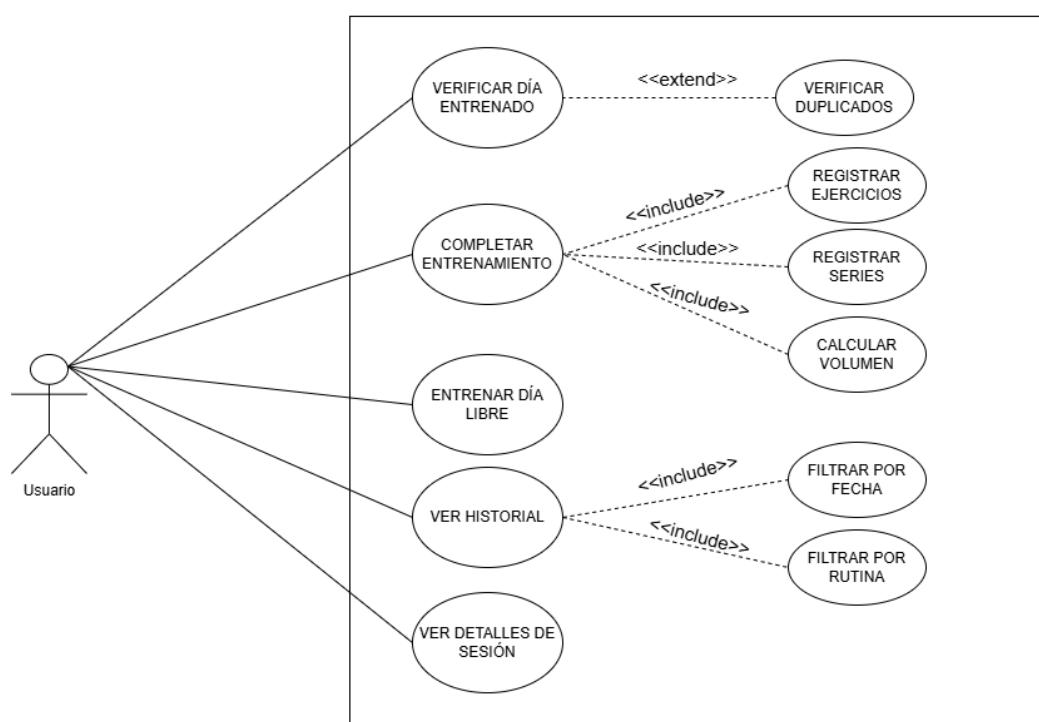 VERIFICAR DÍA
ENTRENADO
<<extend>>
VERIFICAR
DUPLICADOS
COMPLETAR
ENTRENAMIENTO
<<include>>
REGISTRAR
EJERCICIOS
<<include>>
REGISTRAR
SERIES
<<include>>
CALCULAR
VOLUMEN
Usuario
ENTRENAR DÍA
LIBRE
VER HISTORIAL
<<include>>
FILTRAR POR
FECHA
<<include>>
FILTRAR POR
RUTINA
VER DETALLES DE
SESIÓN